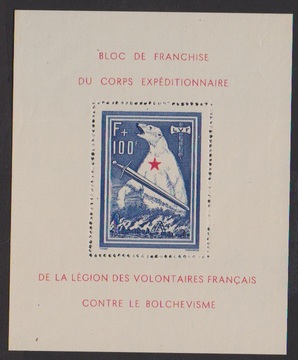 BLOC DE FRANCHISE
DU CORPS EXPÉDITIONNAIRE
F+ LVF
100F
DE LA LÉGION DES VOLONTAIRES FRANÇAIS
CONTRE LE BOLCHEVISME